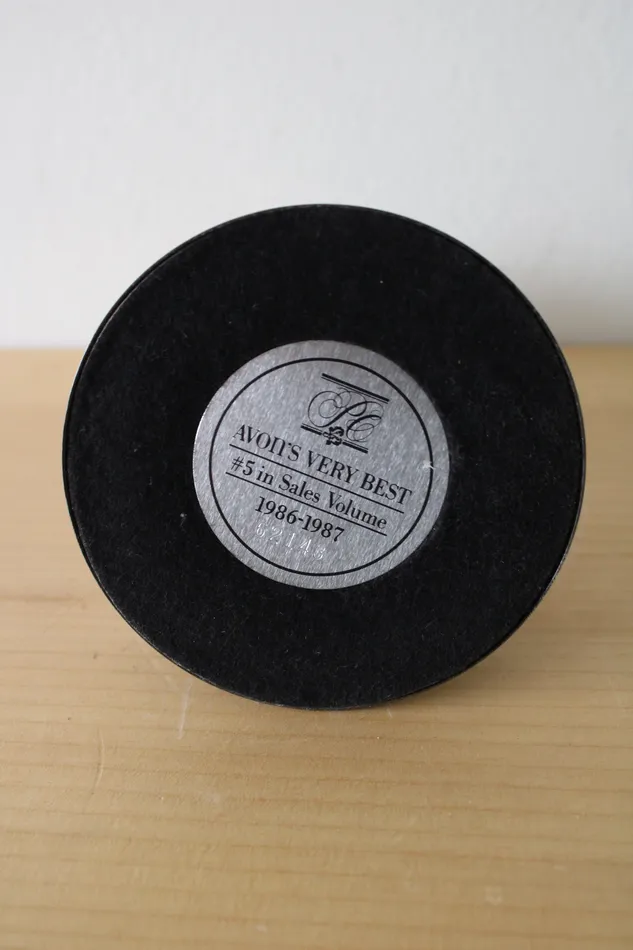 PC
AVON'S VERY BEST
#5 in Sales Volume
1986-1987